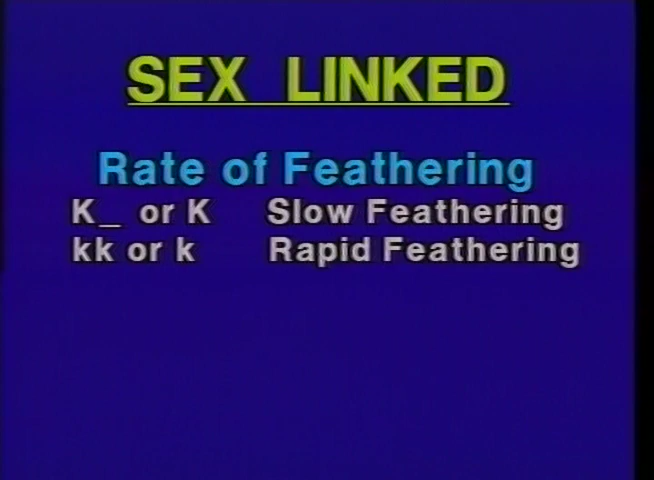 SEX LINKED
Rate of Feathering
K_ or K Slow Feathering
kk or k Rapid Feathering